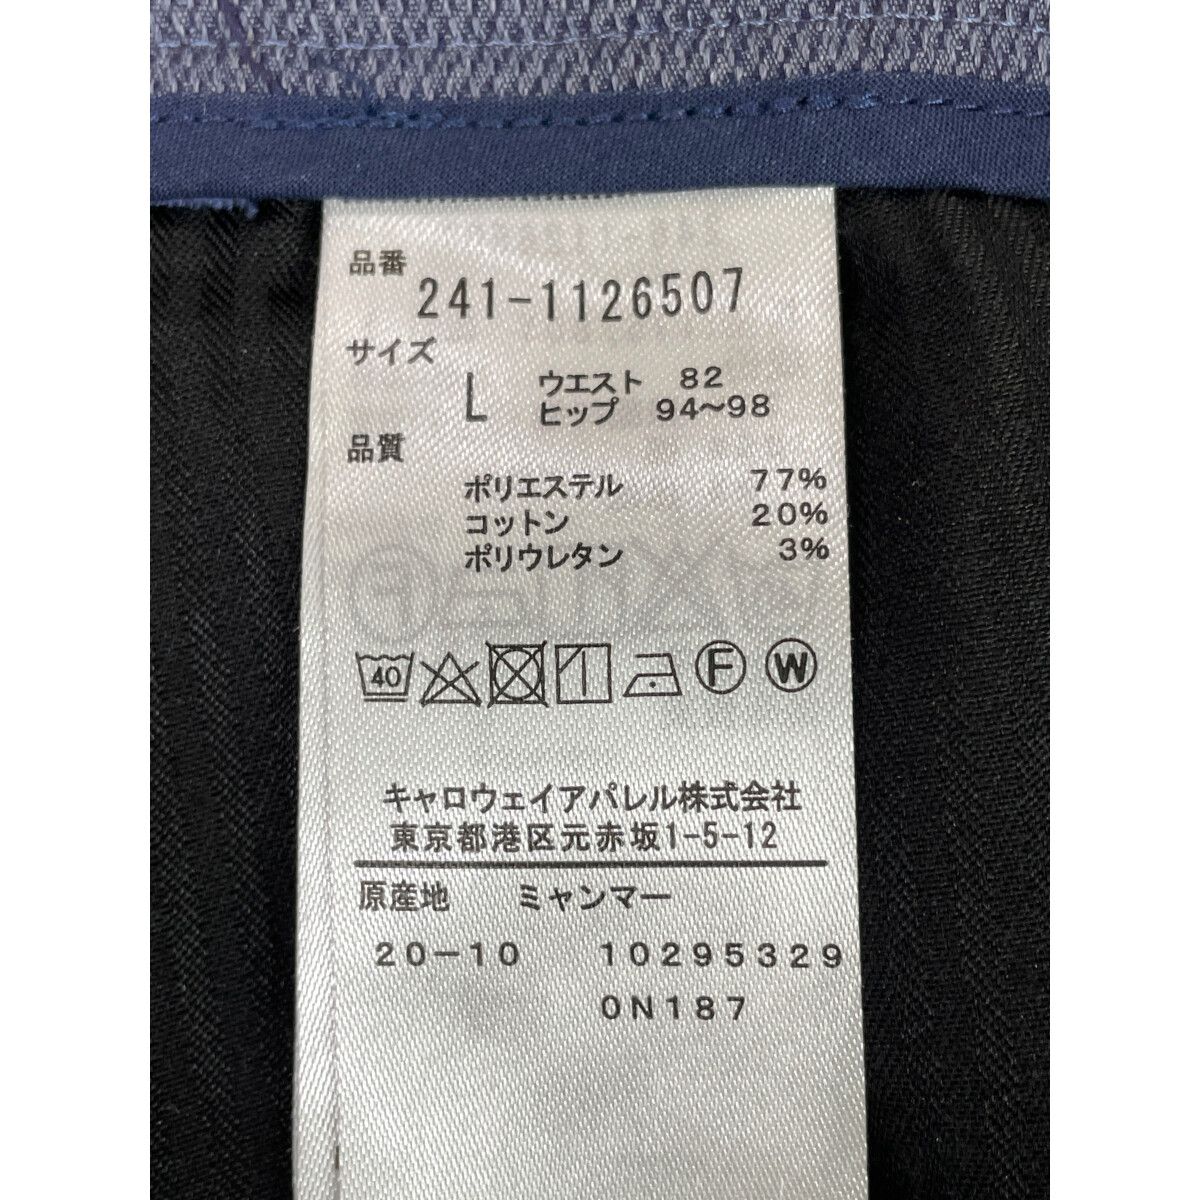 品番
241-1126507
サイズ
L ウエスト 82
ヒップ 94～98
品質
ポリエステル 77%
コットン 20%
ポリウレタン 3%
40 F W
キャロウェイアパレル株式会社
東京都港区元赤坂1-5-12
原産地 ミャンマー
20-10 10295329
0N187